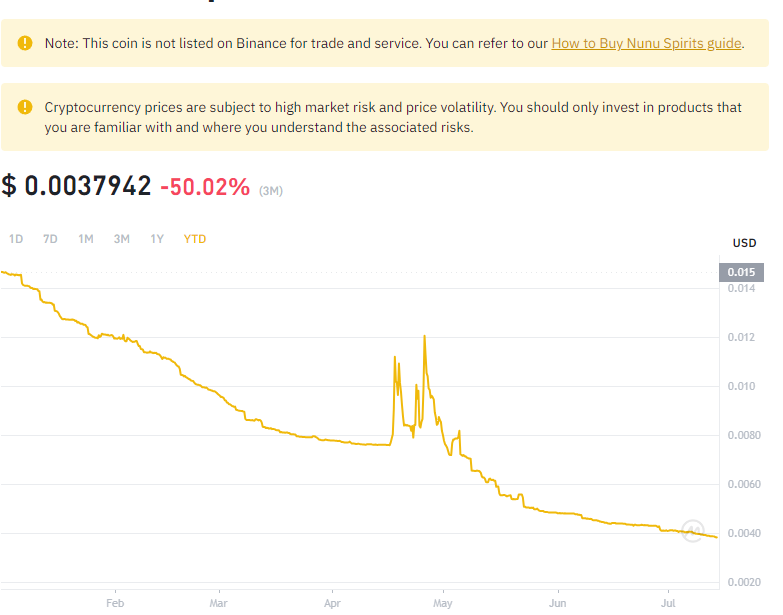 Note: This coin is not listed on Binance for trade and service. You can refer to our How to Buy Nunu Spirits guide.
Cryptocurrency prices are subject to high market risk and price volatility. You should only invest in products that
you are familiar with and where you understand the associated risks.
$ 0.0037942 -50.02% (3M)
1D 7D 1M 3M 1Y YTD
USD
0.015
0.014
0.012
0.010
0.0080
0.0060
0.0040
0.0020
Feb Mar Apr May Jun Jul